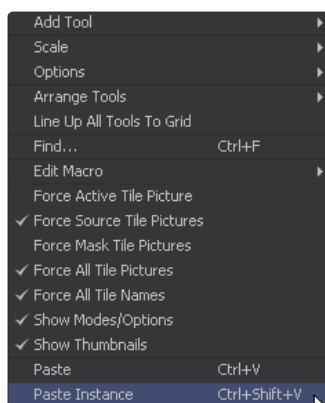 Add Tool
Scale
Options
Arrange Tools
Line Up All Tools To Grid
Find... Ctrl+F
Edit Macro
Force Active Tile Picture
Force Source Tile Pictures
Force Mask Tile Pictures
Force All Tile Pictures
Force All Tile Names
Show Modes/Options
Show Thumbnails
Paste Ctrl+V
Paste Instance Ctrl+Shift+V